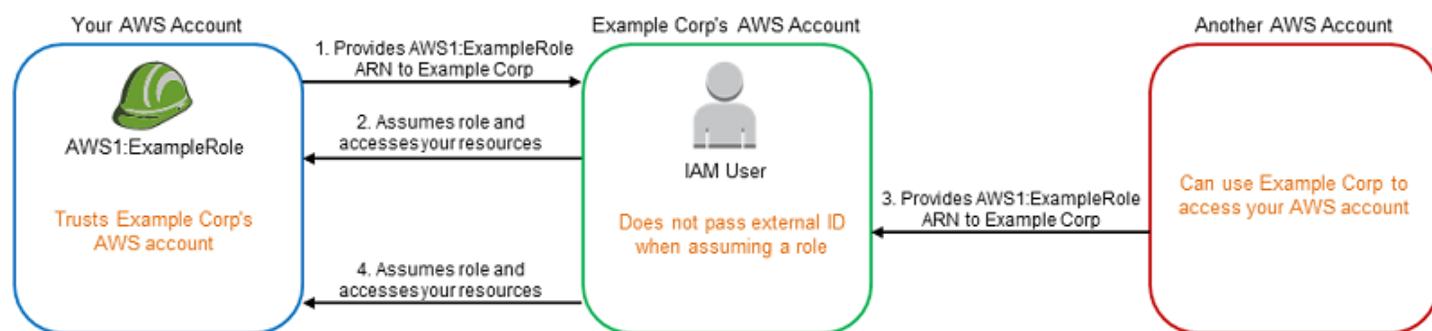 Your AWS Account
Example Corp's AWS Account
Another AWS Account
1. Provides AWS1:ExampleRole
ARN to Example Corp
AWS1:ExampleRole
2. Assumes role and
accesses your resources
IAM User
Trusts Example Corp's
AWS account
Does not pass external ID
when assuming a role
3. Provides AWS1:ExampleRole
ARN to Example Corp
Can use Example Corp to
access your AWS account
4. Assumes role and
accesses your resources